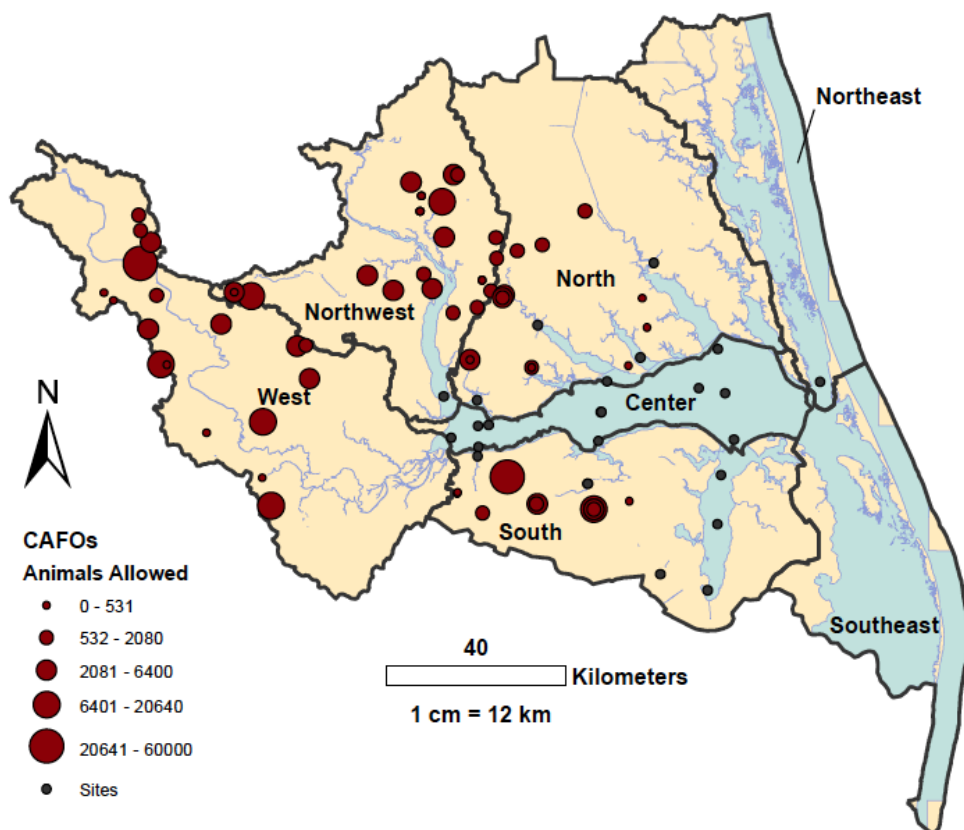 Northeast
North
Northwest
West
Center
South
Southeast
N
CAFOs
Animals Allowed
0 - 531
532 - 2080
2081 - 6400
6401 - 20640
20641 - 60000
Sites
40
Kilometers
1 cm = 12 km